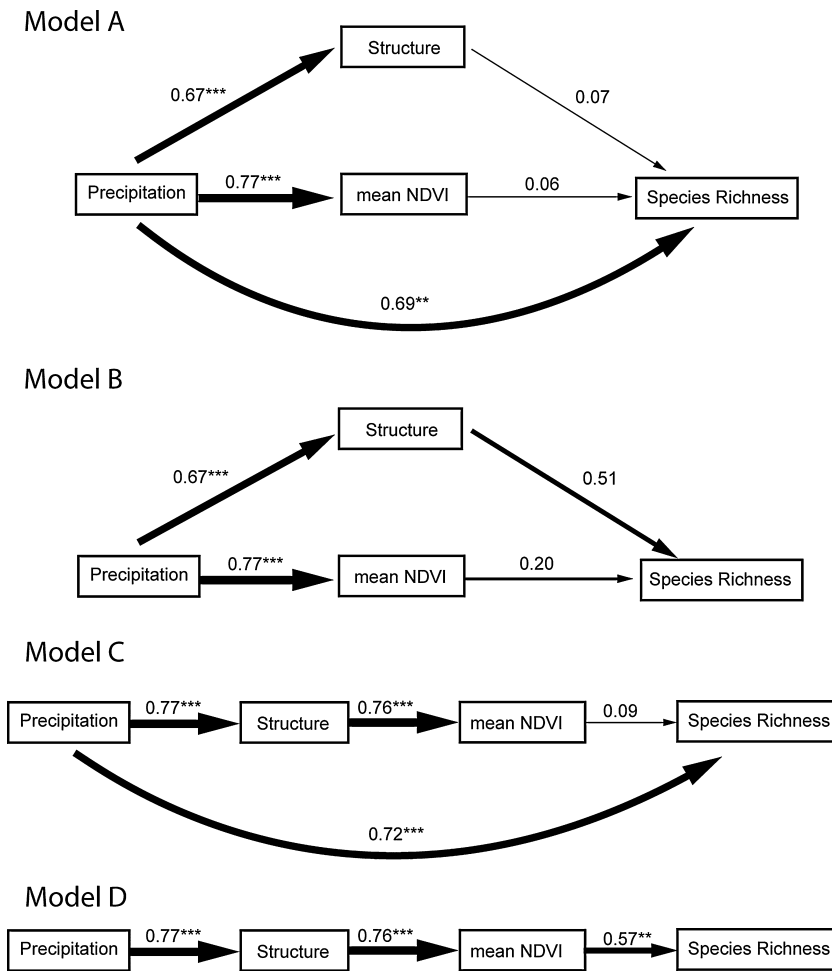 Model A
Structure
0.67***
0.07
Precipitation
0.77***
mean NDVI
0.06
Species Richness
0.69**
Model B
Structure
0.67***
0.51
Precipitation
0.77***
mean NDVI
0.20
Species Richness
Model C
Precipitation
0.77***
Structure
0.76***
mean NDVI
0.09
Species Richness
0.72***
Model D
Precipitation
0.77***
Structure
0.76***
mean NDVI
0.57**
Species Richness